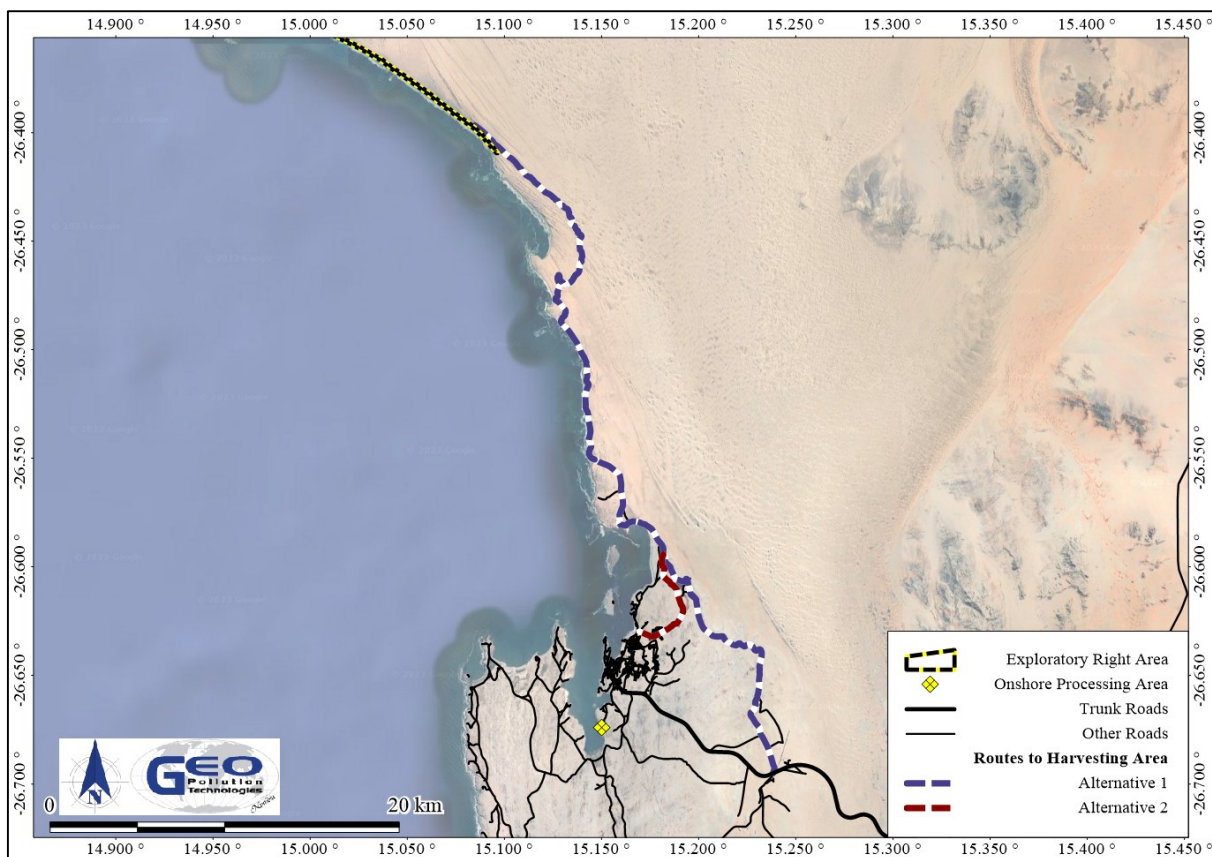 14.900 ° 14.950 ° 15.000 ° 15.050 ° 15.100 ° 15.150 ° 15.200 ° 15.250 ° 15.300 ° 15.350 ° 15.400 ° 15.450 °
-26.400 ° -26.400 °
-26.450 ° -26.450 °
-26.500 ° -26.500 °
-26.550 ° -26.550 °
-26.600 ° -26.600 °
-26.650 ° -26.650 °
-26.700 ° -26.700 °
Exploratory Right Area
Onshore Processing Area
Trunk Roads
Other Roads
Routes to Harvesting Area
Alternative 1
Alternative 2
N
GEO
Pollution
Technologies
0 20 km
14.900 ° 14.950 ° 15.000 ° 15.050 ° 15.100 ° 15.150 ° 15.200 ° 15.250 ° 15.300 ° 15.350 ° 15.400 ° 15.450 °